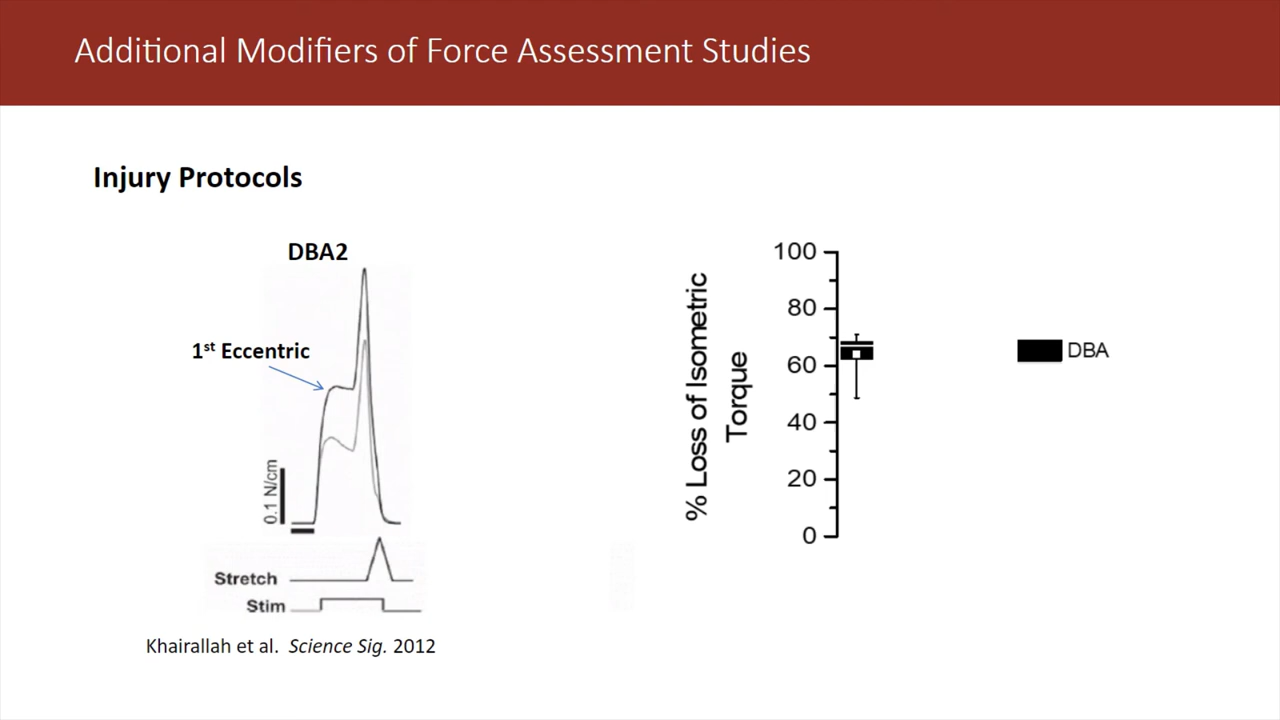 Additional Modifiers of Force Assessment Studies
Injury Protocols
DBA2
1st Eccentric
0.1 N/cm
Stretch
Stim
Khairallah et al. Science Sig. 2012
% Loss of Isometric
Torque
100
80
60
40
20
0
DBA